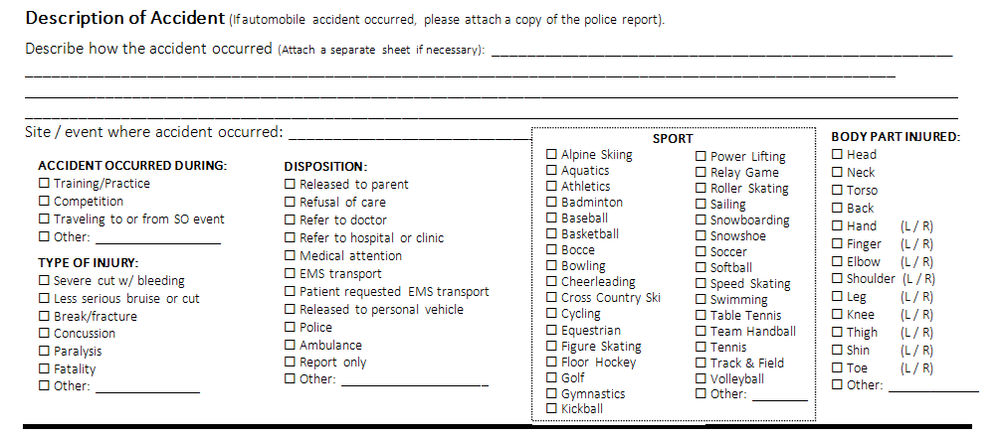 Description of Accident (If automobile accident occurred, please attach a copy of the police report).
Describe how the accident occurred (Attach a separate sheet if necessary):
Site / event where accident occurred:
ACCIDENT OCCURRED DURING:
☐ Training/Practice
☐ Competition
☐ Traveling to or from SO event
☐ Other:
TYPE OF INJURY:
☐ Severe cut w/ bleeding
☐ Less serious bruise or cut
☐ Break/fracture
☐ Concussion
☐ Paralysis
☐ Fatality
☐ Other:
DISPOSITION:
☐ Released to parent
☐ Refusal of care
☐ Refer to doctor
☐ Refer to hospital or clinic
☐ Medical attention
☐ EMS transport
☐ Patient requested EMS transport
☐ Released to personal vehicle
☐ Police
☐ Ambulance
☐ Report only
☐ Other:
SPORT
☐ Alpine Skiing
☐ Aquatics
☐ Athletics
☐ Badminton
☐ Baseball
☐ Basketball
☐ Bocce
☐ Bowling
☐ Cheerleading
☐ Cross Country Ski
☐ Cycling
☐ Equestrian
☐ Figure Skating
☐ Floor Hockey
☐ Golf
☐ Gymnastics
☐ Kickball
☐ Power Lifting
☐ Relay Game
☐ Roller Skating
☐ Sailing
☐ Snowboarding
☐ Snowshoe
☐ Soccer
☐ Softball
☐ Speed Skating
☐ Swimming
☐ Table Tennis
☐ Team Handball
☐ Tennis
☐ Track & Field
☐ Volleyball
☐ Other:
BODY PART INJURED:
☐ Head
☐ Neck
☐ Torso
☐ Back
☐ Hand (L / R)
☐ Finger (L / R)
☐ Elbow (L / R)
☐ Shoulder (L / R)
☐ Leg (L / R)
☐ Knee (L / R)
☐ Thigh (L / R)
☐ Shin (L / R)
☐ Toe (L / R)
☐ Other: